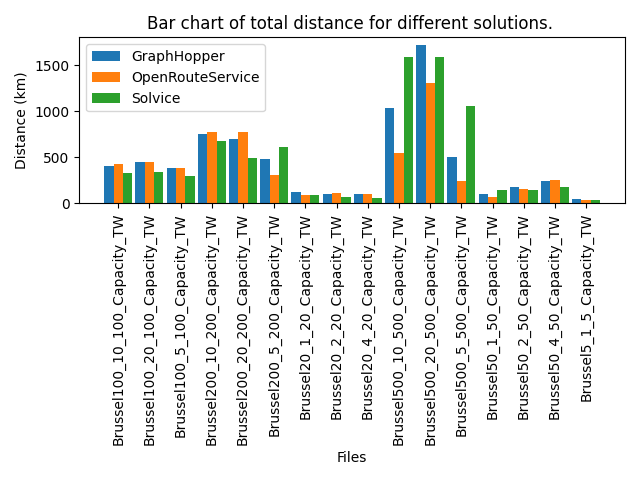 Bar chart of total distance for different solutions.
GraphHopper
OpenRouteService
Solvice
Distance (km)
1500
1000
500
0
Brussel100_10_100_Capacity_TW
Brussel100_20_100_Capacity_TW
Brussel100_5_100_Capacity_TW
Brussel200_10_200_Capacity_TW
Brussel200_20_200_Capacity_TW
Brussel200_5_200_Capacity_TW
Brussel20_1_20_Capacity_TW
Brussel20_2_20_Capacity_TW
Brussel20_4_20_Capacity_TW
Brussel500_10_500_Capacity_TW
Brussel500_20_500_Capacity_TW
Brussel500_5_500_Capacity_TW
Brussel50_1_50_Capacity_TW
Brussel50_2_50_Capacity_TW
Brussel50_4_50_Capacity_TW
Brussel5_1_5_Capacity_TW
Files